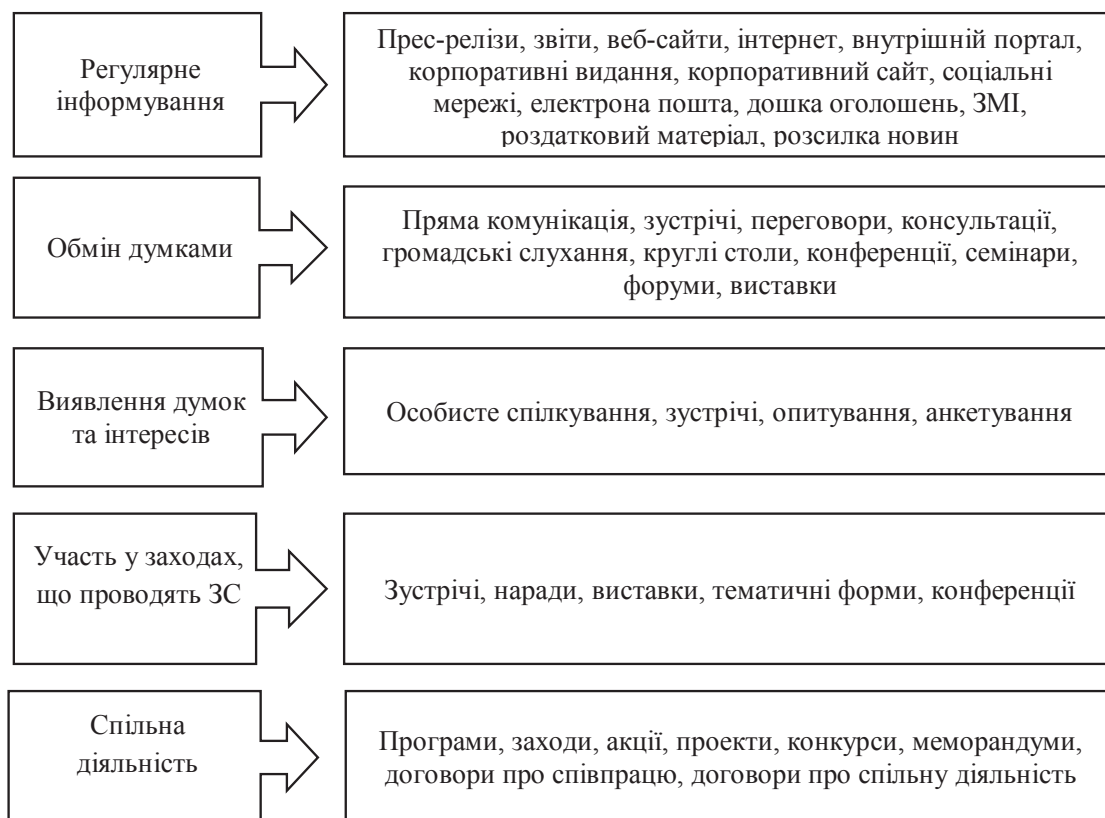 Регулярне
інформування
Прес-релізи, звіти, веб-сайти, інтернет, внутрішній портал,
корпоративні видання, корпоративний сайт, соціальні
мережі, електрона пошта, дошка оголошень, ЗМІ,
роздатковий матеріал, розсилка новин
Обмін думками
Пряма комунікація, зустрічі, переговори, консультації,
громадські слухання, круглі столи, конференції, семінари,
форуми, виставки
Виявлення думок
та інтересів
Особисте спілкування, зустрічі, опитування, анкетування
Участь у заходах,
що проводять ЗС
Зустрічі, наради, виставки, тематичні форми, конференції
Спільна
діяльність
Програми, заходи, акції, проекти, конкурси, меморандуми,
договори про співпрацю, договори про спільну діяльність